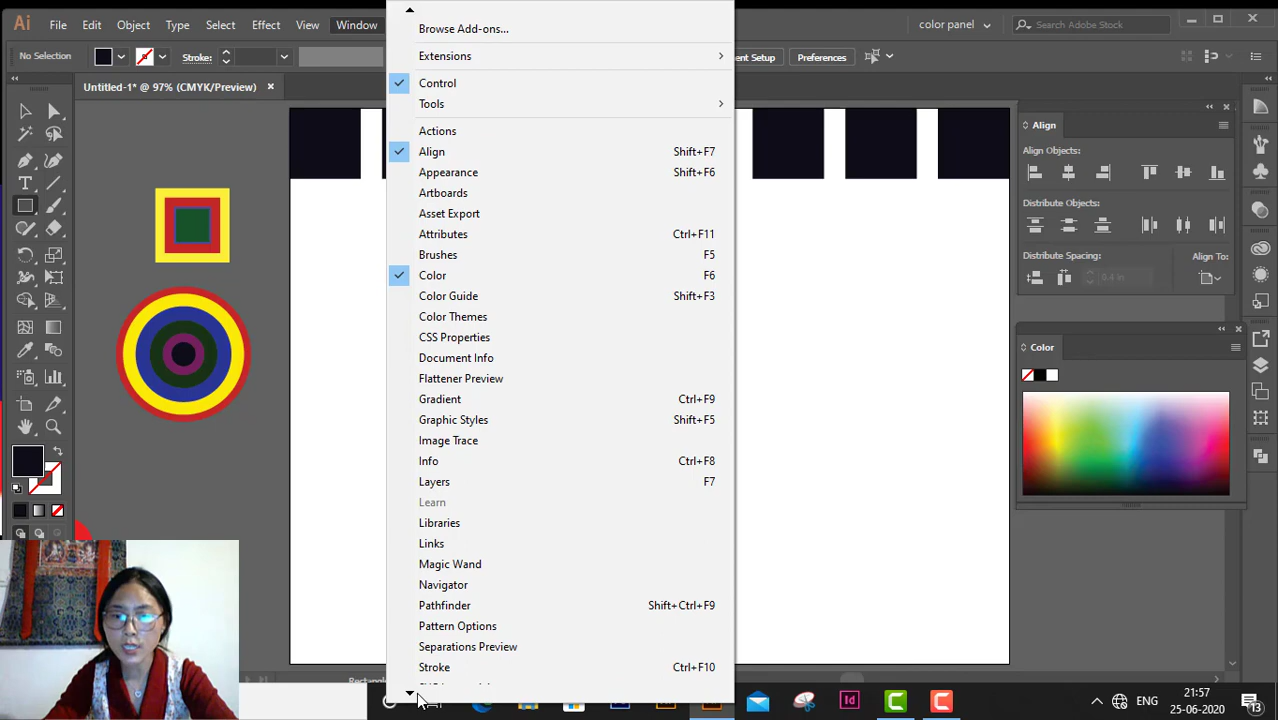 Ai File Edit Object Type Select Effect View Window
color panel
Search Adobe Stock
No Selection
Stroke:
Preferences
Untitled-1* @ 97% (CMYK/Preview)
Browse Add-ons...
Extensions
Control
Tools
Actions
Align Shift+F7
Appearance Shift+F6
Artboards
Asset Export
Attributes Ctrl+F11
Brushes F5
Color F6
Color Guide Shift+F3
Color Themes
CSS Properties
Document Info
Flattener Preview
Gradient Ctrl+F9
Graphic Styles Shift+F5
Image Trace
Info Ctrl+F8
Layers F7
Learn
Libraries
Links
Magic Wand
Navigator
Pathfinder Shift+Ctrl+F9
Pattern Options
Separations Preview
Stroke Ctrl+F10
Align
Align Objects:
Distribute Objects:
Distribute Spacing: Align To:
0.4 in
Color
Id
ENG
21:57
25-06-2020
13